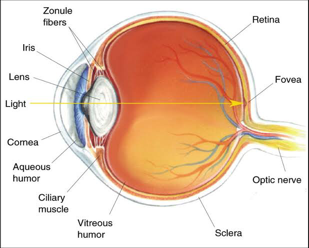 Zonule
fibers
Retina
Iris
Lens
Fovea
Light
Cornea
Aqueous
humor
Optic nerve
Ciliary
muscle
Vitreous
humor
Sclera